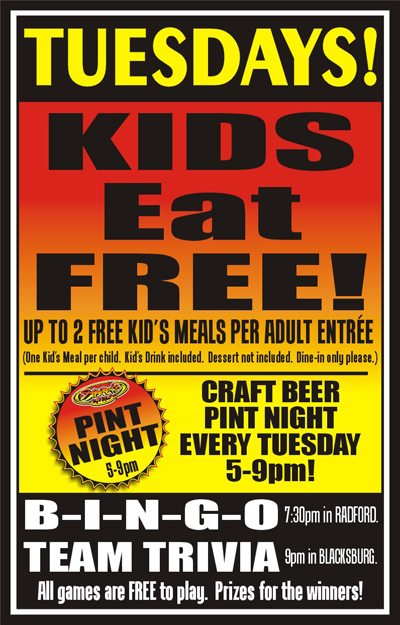 TUESDAYS!
KIDS
Eat
FREE!
UP TO 2 FREE KID'S MEALS PER ADULT ENTRÉE
(One Kid's Meal per child. Kid's Drink included. Dessert not included. Dine-in only please.)
PINT
NIGHT
5-9pm
CRAFT BEER
PINT NIGHT
EVERY TUESDAY
5-9pm!
B-I-N-G-O 7:30pm in RADFORD.
TEAM TRIVIA 9pm in BLACKSBURG.
All games are FREE to play. Prizes for the winners!